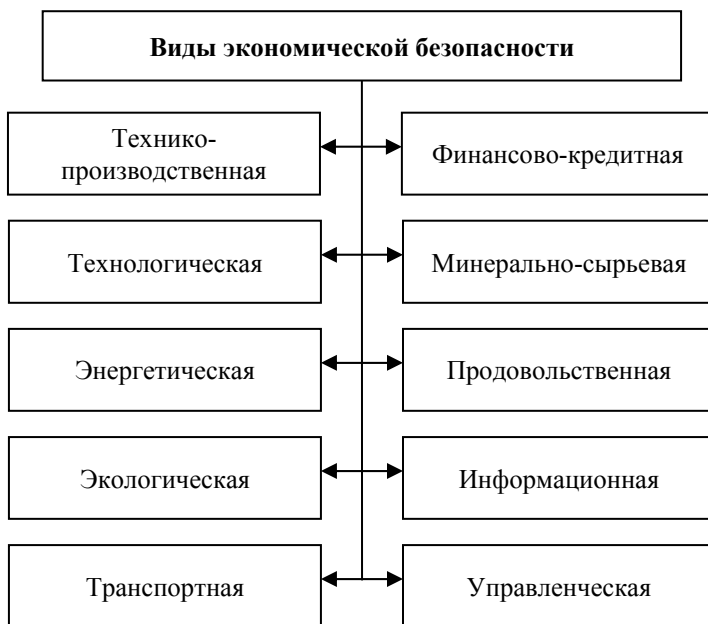 Виды экономической безопасности
Технико-
производственная
Финансово-кредитная
Технологическая
Минерально-сырьевая
Энергетическая
Продовольственная
Экологическая
Информационная
Транспортная
Управленческая